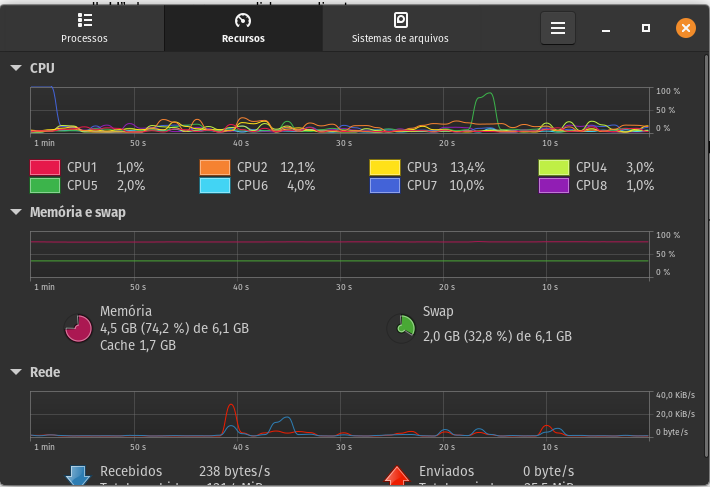 Processos
Recursos
Sistemas de arquivos
CPU
100 %
50 %
0 %
1 min 50 s 40 s 30 s 20 s 10 s
CPU1 1,0% CPU2 12,1% CPU3 13,4% CPU4 3,0%
CPU5 2,0% CPU6 4,0% CPU7 10,0% CPU8 1,0%
Memória e swap
100 %
50 %
0 %
1 min 50 s 40 s 30 s 20 s 10 s
Memória
4,5 GB (74,2 %) de 6,1 GB
Cache 1,7 GB
Swap
2,0 GB (32,8 %) de 6,1 GB
Rede
40,0 KiB/s
20,0 KiB/s
0 byte/s
1 min 50 s 40 s 30 s 20 s 10 s
Recebidos 238 bytes/s Enviados 0 byte/s